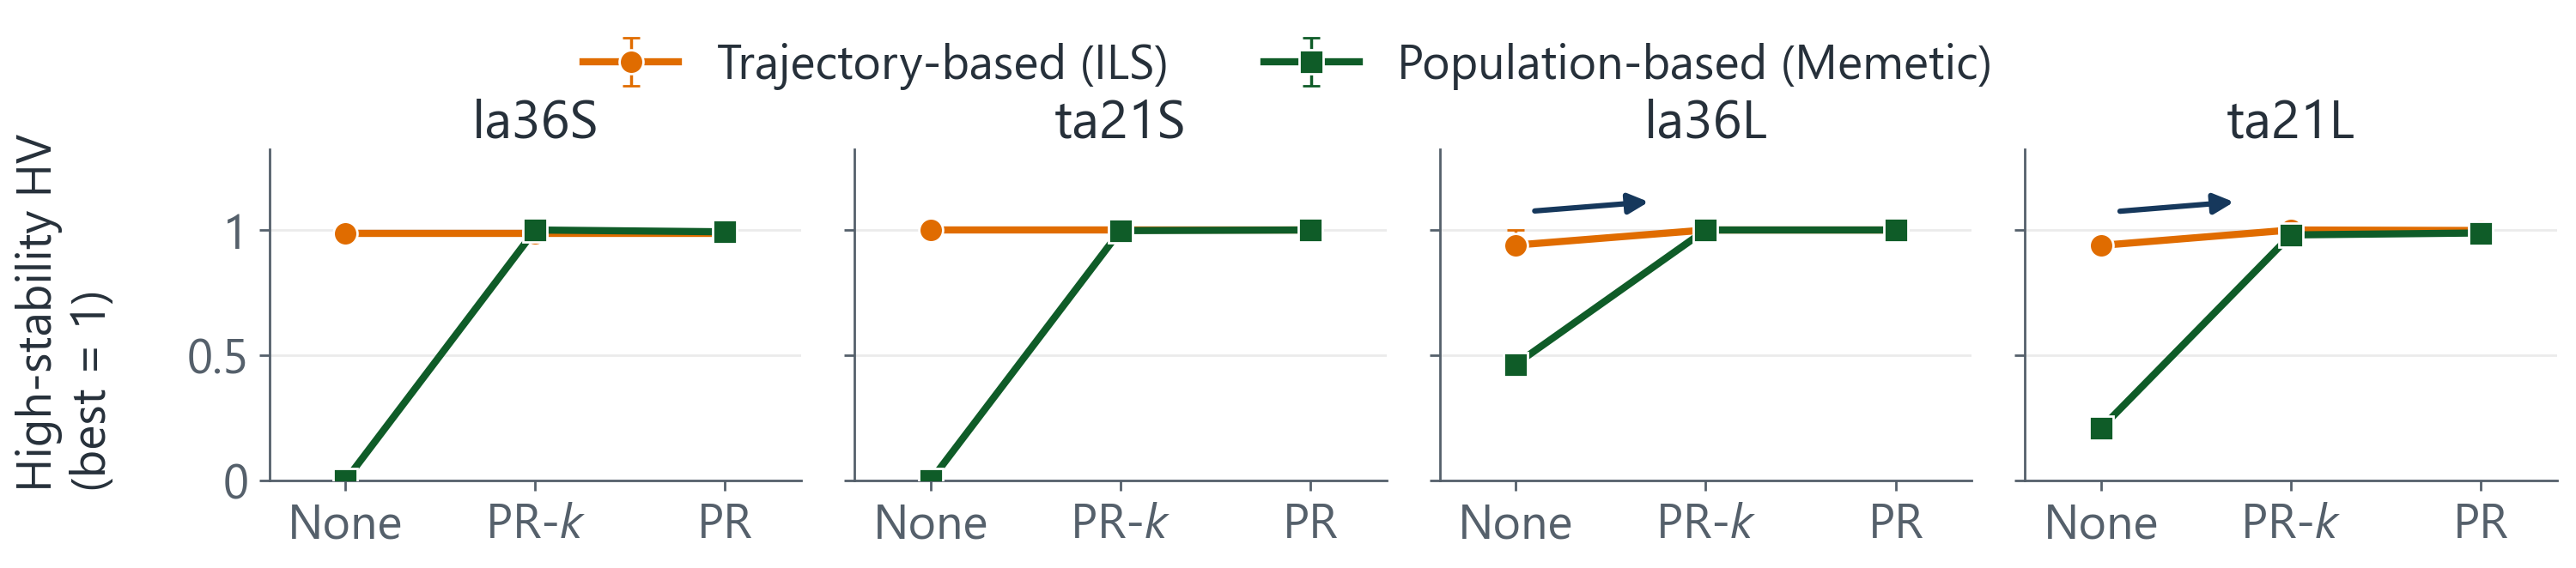 Trajectory-based (ILS)
Population-based (Memetic)
la36S
ta21S
la36L
ta21L
High-stability HV
(best = 1)
1
0.5
0
None PR-k PR
None PR-k PR
None PR-k PR
None PR-k PR